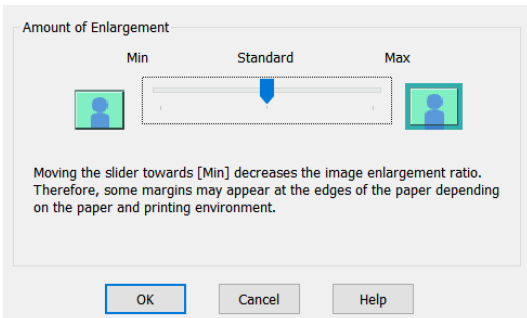 Amount of Enlargement
Min Standard Max
Moving the slider towards [Min] decreases the image enlargement ratio.
Therefore, some margins may appear at the edges of the paper depending
on the paper and printing environment.
OK Cancel Help